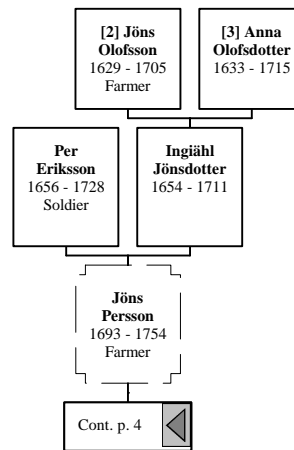 [2] Jöns
Olofsson
1629 - 1705
Farmer
[3] Anna
Olofsdotter
1633 - 1715
Per
Eriksson
1656 - 1728
Soldier
Ingiähl
Jönsdotter
1654 - 1711
Jöns
Persson
1693 - 1754
Farmer
Cont. p. 4